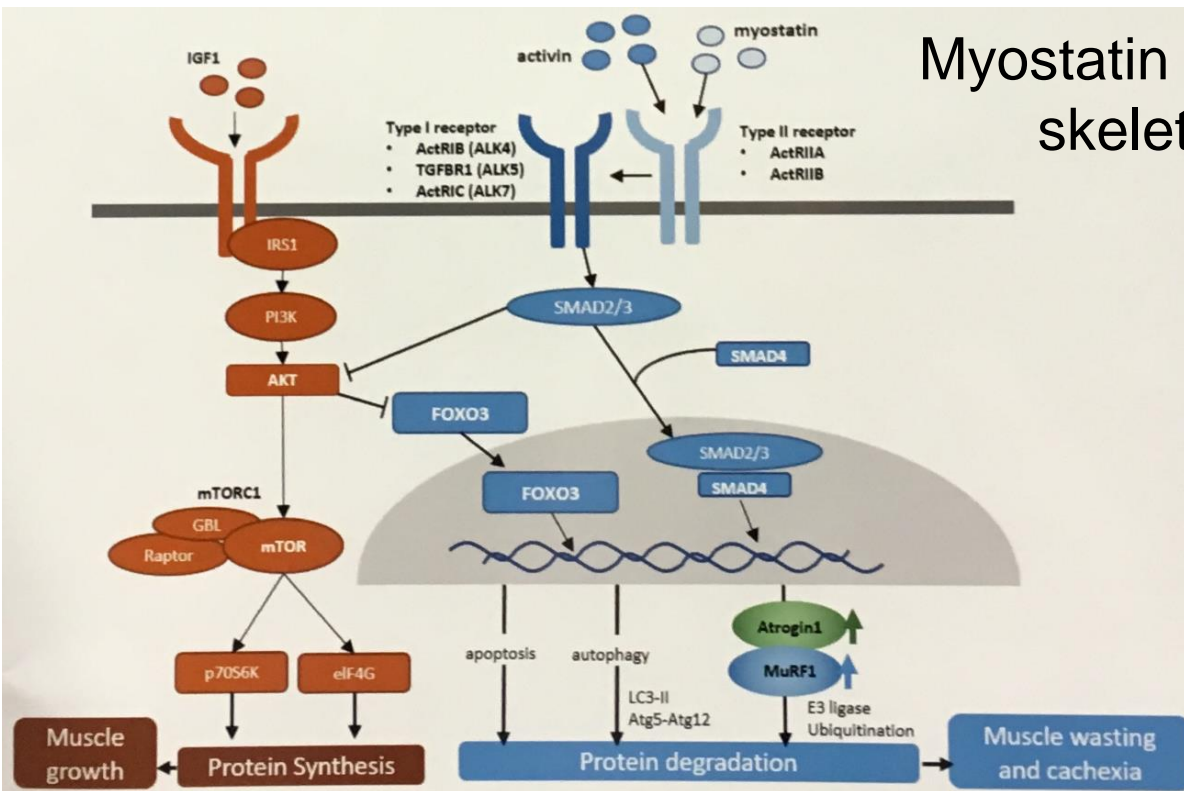 Myostatin
skelet
IGF1
activin
myostatin
Type I receptor
• ActRIB (ALK4)
• TGFBR1 (ALK5)
• ActRIC (ALK7)
Type II receptor
• ActRIIA
• ActRIIB
IRS1
PI3K
AKT
SMAD2/3
SMAD4
FOXO3
SMAD2/3
SMAD4
FOXO3
mTORC1
GBL
Raptor
mTOR
p70S6K
eIF4G
apoptosis
autophagy
LC3-II
Atg5-Atg12
Atrogin1
MuRF1
E3 ligase
Ubiquitination
Muscle
growth
Protein Synthesis
Protein degradation
Muscle wasting
and cachexia